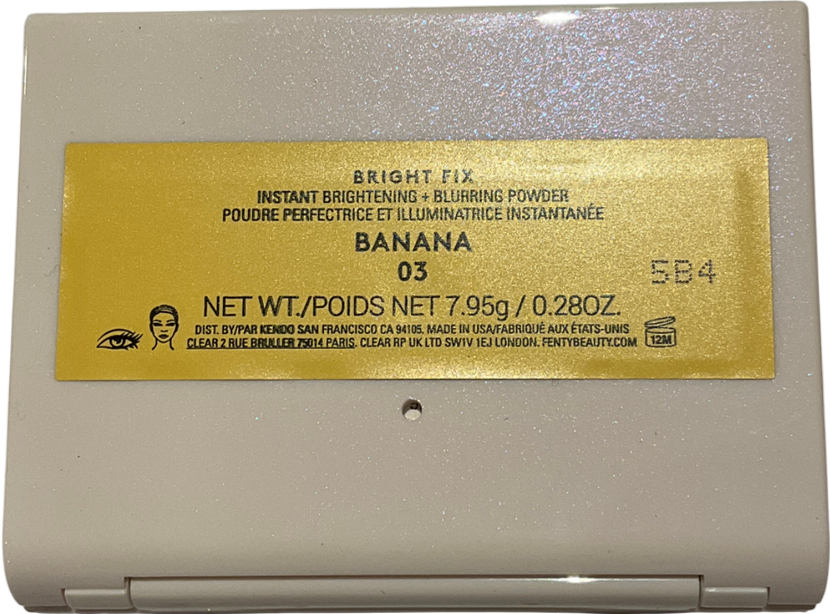 BRIGHT FIX
INSTANT BRIGHTENING + BLURRING POWDER
POUDRE PERFECTRICE ET ILLUMINATRICE INSTANTANÉE
BANANA
03
5B4
NET WT./POIDS NET 7.95g / 0.28OZ.
DIST. BY/PAR KENDO SAN FRANCISCO CA 94105. MADE IN USA/FABRIQUÉ AUX ÉTATS-UNIS
CLEAR 2 RUE BRULLER 75014 PARIS. CLEAR RP UK LTD SW1V 1EJ LONDON. FENTYBEAUTY.COM
12M